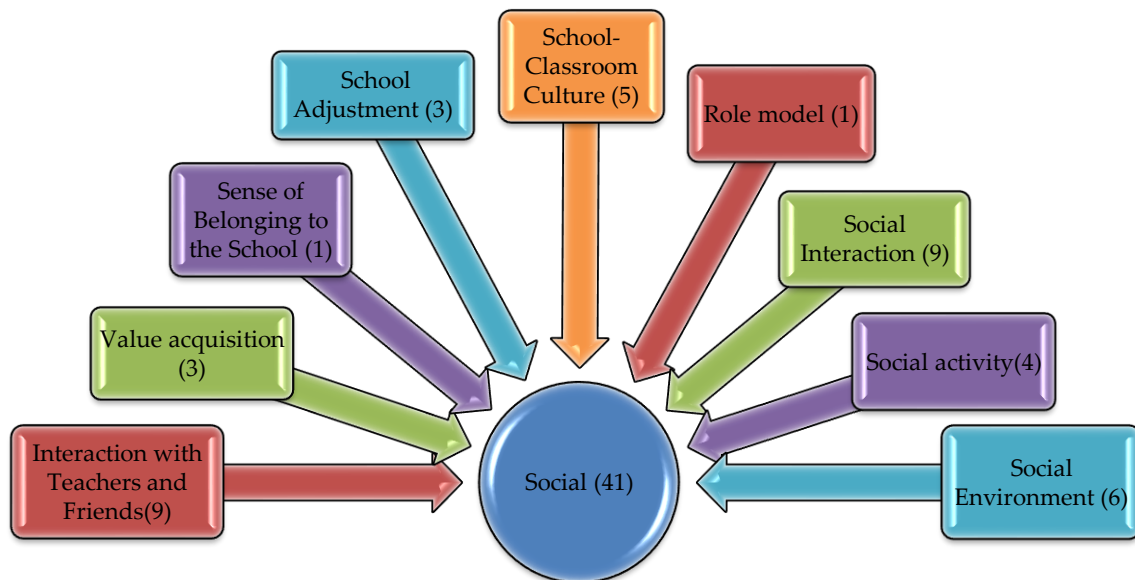 School-
Classroom
Culture (5)
School
Adjustment (3)
Role model (1)
Sense of
Belonging to
the School (1)
Social
Interaction (9)
Value acquisition
(3)
Social activity(4)
Interaction with
Teachers and
Friends(9)
Social (41)
Social
Environment (6)